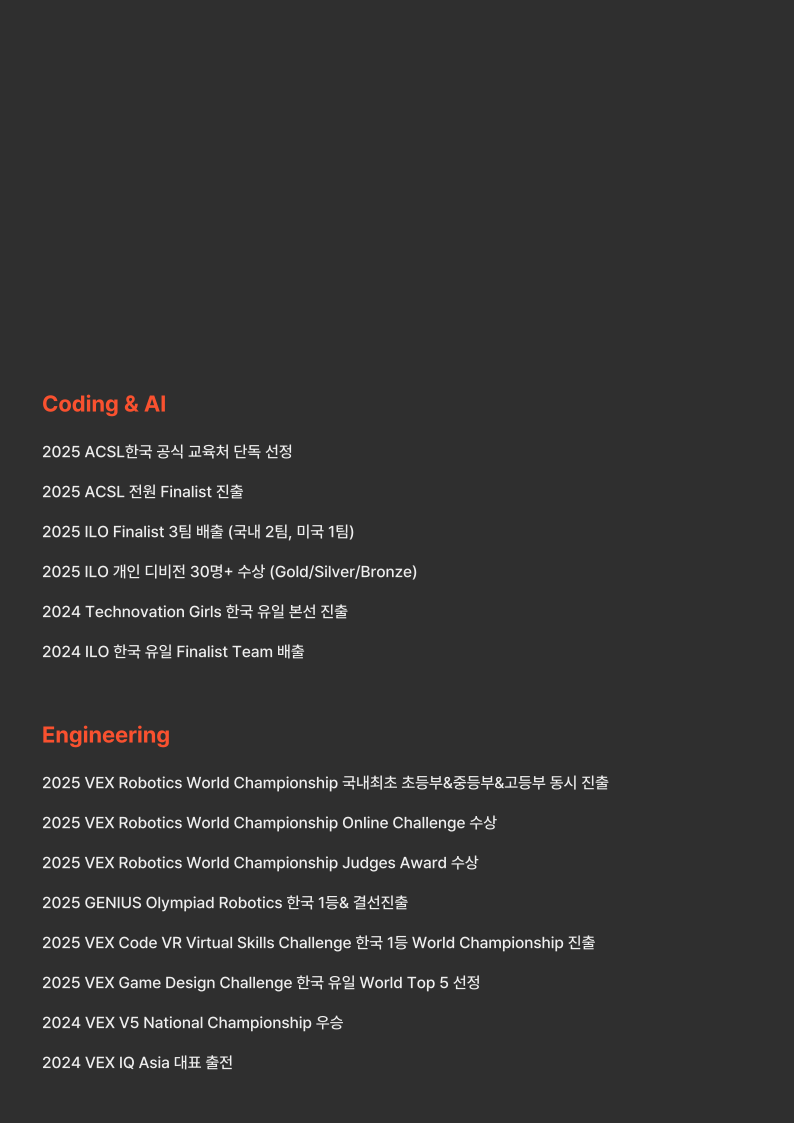 Coding & AI
2025 ACSL한국 공식 교육처 단독 선정
2025 ACSL 전원 Finalist 진출
2025 ILO Finalist 3팀 배출 (국내 2팀, 미국 1팀)
2025 ILO 개인 디비전 30명+ 수상 (Gold/Silver/Bronze)
2024 Technovation Girls 한국 유일 본선 진출
2024 ILO 한국 유일 Finalist Team 배출
Engineering
2025 VEX Robotics World Championship 국내최초 초등부&중등부&고등부 동시 진출
2025 VEX Robotics World Championship Online Challenge 수상
2025 VEX Robotics World Championship Judges Award 수상
2025 GENIUS Olympiad Robotics 한국 1등& 결선진출
2025 VEX Code VR Virtual Skills Challenge 한국 1등 World Championship 진출
2025 VEX Game Design Challenge 한국 유일 World Top 5 선정
2024 VEX V5 National Championship 우승
2024 VEX IQ Asia 대표 출전